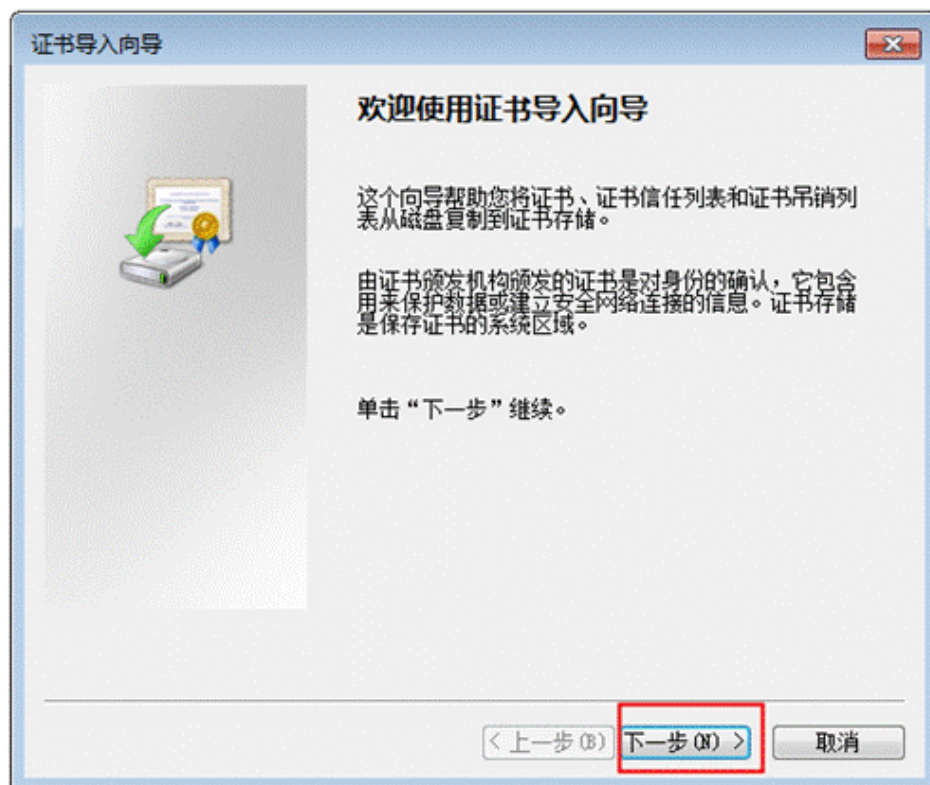 证书导入向导
欢迎使用证书导入向导
这个向导帮助您将证书、证书信任列表和证书吊销列
表从磁盘复制到证书存储。
由证书颁发机构颁发的证书是对身份的确认，它包含
用来保护数据或建立安全网络连接的信息。证书存储
是保存证书的系统区域。
单击“下一步”继续。
< 上一步(B) 下一步(N) > 取消